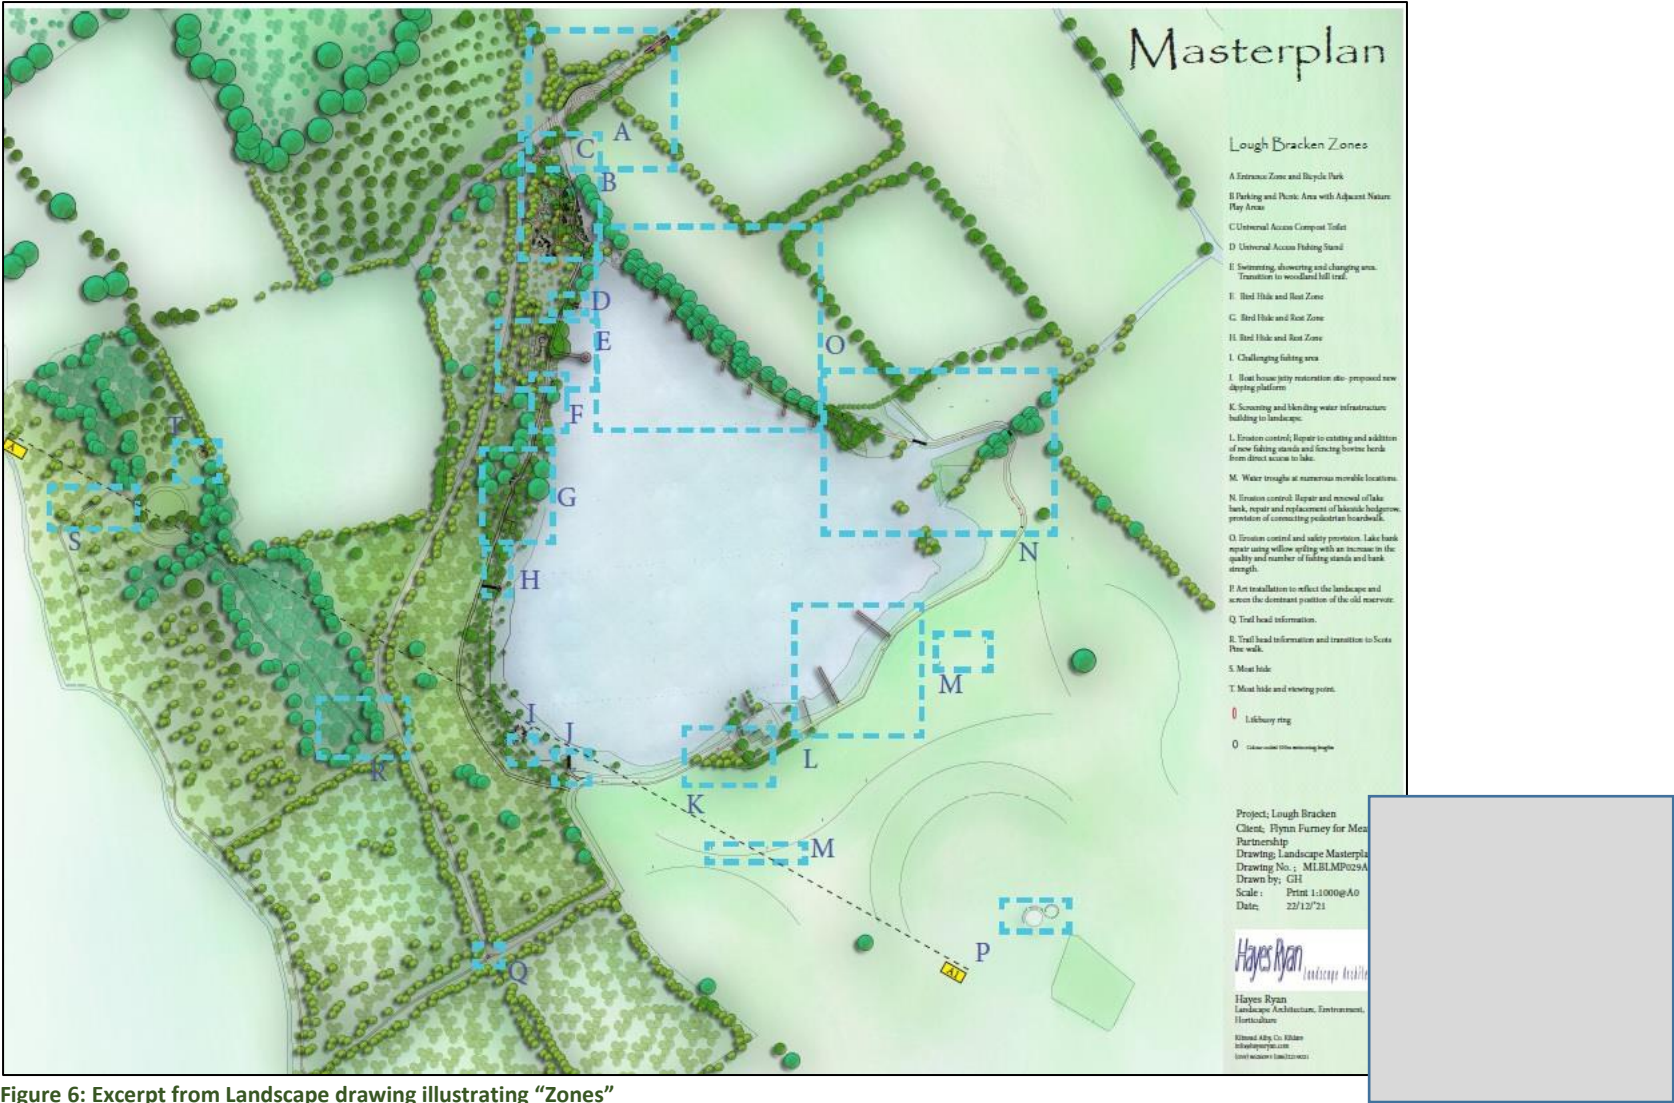 Masterplan
Lough Bracken Zones
A Entrance Zone and Bicycle Park
B Parking and Picnic Area with Adjacent Nature
Play Areas
C Universal Access Compost Toilet
D Universal Access Fishing Stand
E Swimming, showering and changing area.
Transition to woodland hill trail.
F. Bird Hide and Rest Zone
G. Bird Hide and Rest Zone
H. Bird Hide and Rest Zone
I. Challenging fishing area
J. Boat house jetty restoration site- proposed new
dipping platform
K. Screening and blending water infrastructure
building to landscape.
L. Erosion control; Repair to existing and addition
of new fishing stands and fencing bovine herds
from direct access to lake.
M. Water troughs at numerous movable locations.
N. Erosion control: Repair and renewal of lake
bank, repair and replacement of lakeside hedgerow,
provision of connecting pedestrian boardwalk.
O. Erosion control and safety provision. Lake bank
repair using willow spiling with an increase in the
quality and number of fishing stands and bank
strength.
P. Art installation to reflect the landscape and
screen the dominant position of the old reservoir.
Q. Trail head information.
R. Trail head information and transition to Scots
Pine walk.
S. Moat hide
T. Moat hide and viewing point.
Lifebuoy ring
Project; Lough Bracken
Client; Flynn Furney for Mea
Partnership
Drawing; Landscape Masterpla
Drawing No. ; MLBLMP029A
Drawn by; GH
Scale : Print 1:1000@A0
Date; 22/12/'21
Hayes Ryan
Landscape Archite
Hayes Ryan
Landscape Architecture, Environment,
Horticulture
A
C
B
D
E
O
F
T
A
G
S
N
H
M
I
J
L
R
K
M
P
A1
Q
Figure 6: Excerpt from Landscape drawing illustrating “Zones”